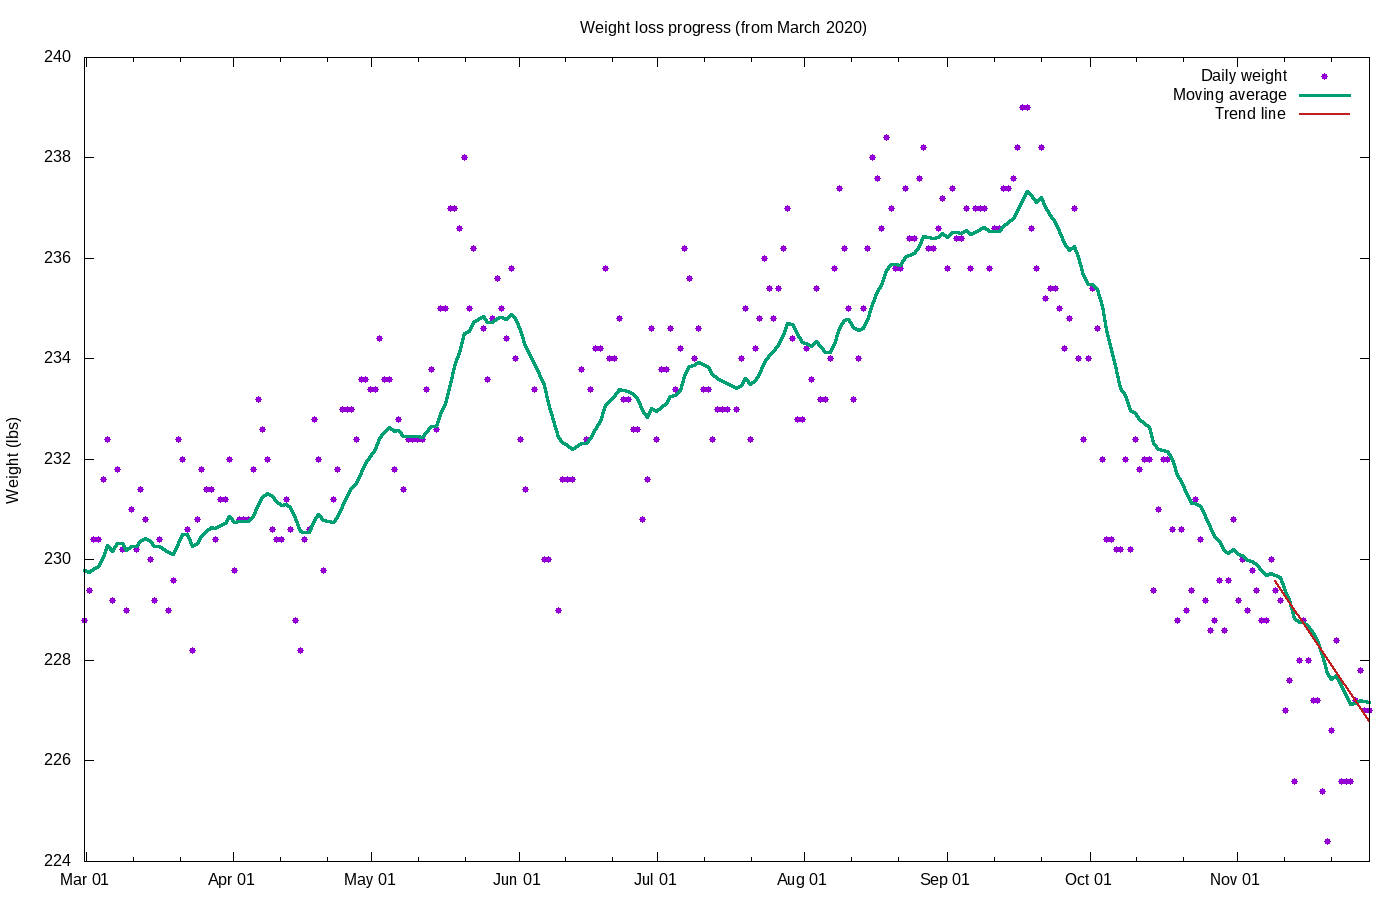 Weight loss progress (from March 2020)
240
Daily weight
Moving average
Trend line
238
236
234
232
Weight (lbs)
230
228
226
224
Mar 01 Apr 01 May 01 Jun 01 Jul 01 Aug 01 Sep 01 Oct 01 Nov 01